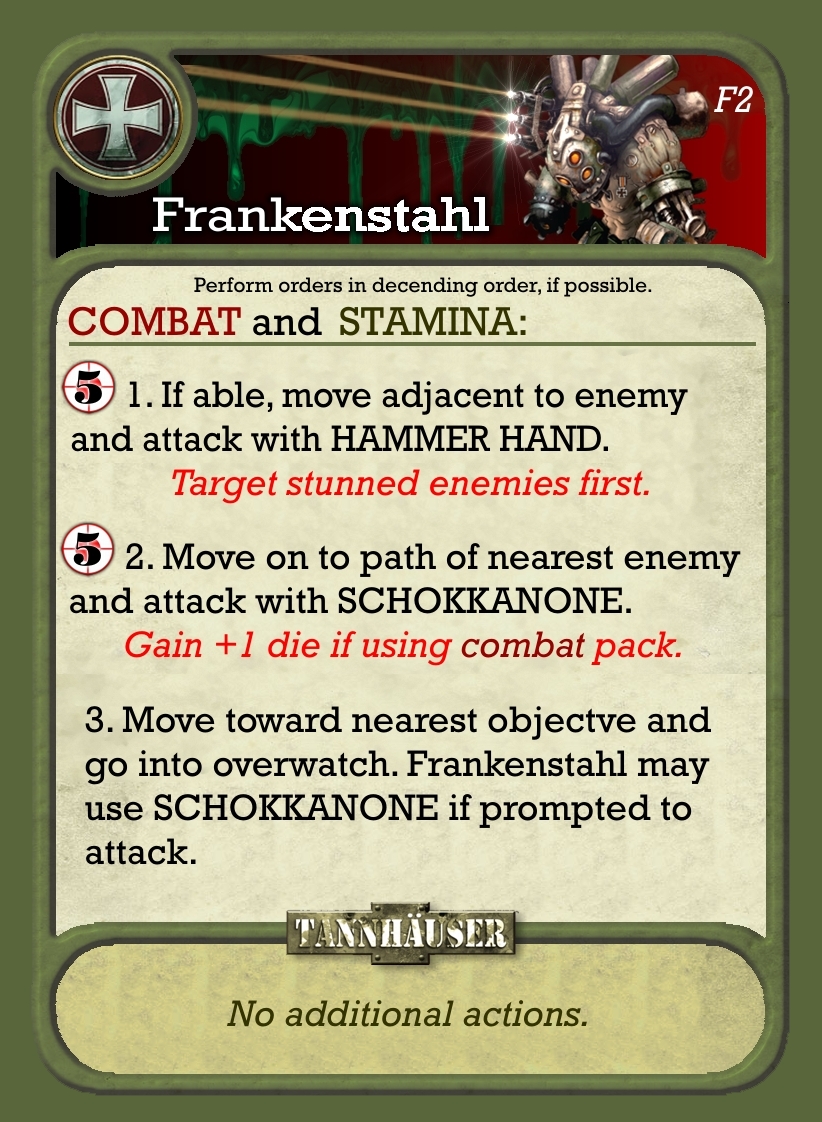 F2
Frankenstahl
Perform orders in decending order, if possible.
COMBAT and STAMINA:
5 1. If able, move adjacent to enemy
and attack with HAMMER HAND.
Target stunned enemies first.
5 2. Move on to path of nearest enemy
and attack with SCHOKKANONE.
Gain +1 die if using combat pack.
3. Move toward nearest objectve and
go into overwatch. Frankenstahl may
use SCHOKKANONE if prompted to
attack.
TANNHÄUSER
No additional actions.